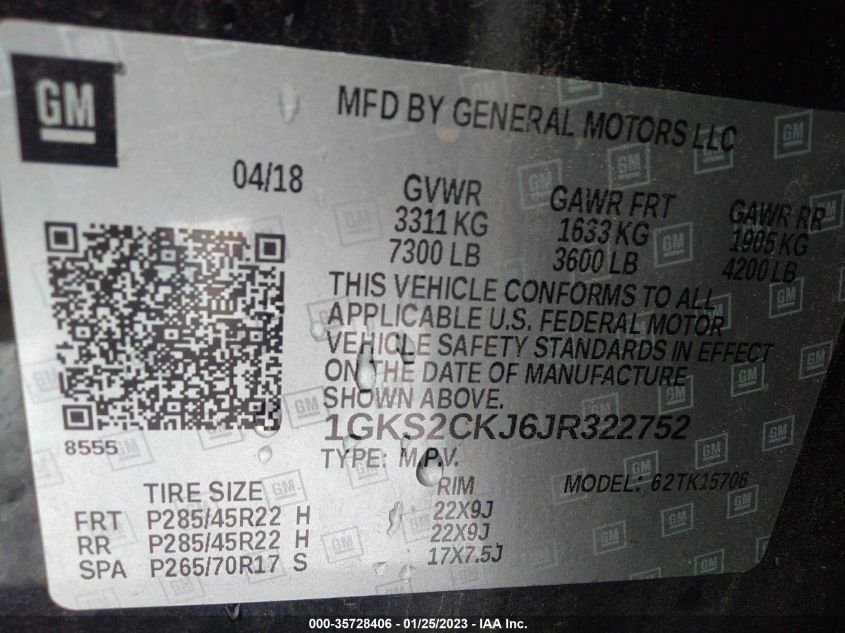 GM
MFD BY GENERAL MOTORS LLC
04/18
GVWR GAWR FRT GAWR RR
3311 KG 1633 KG 1905 KG
7300 LB 3600 LB 4200 LB
THIS VEHICLE CONFORMS TO ALL
APPLICABLE U.S. FEDERAL MOTOR
VEHICLE SAFETY STANDARDS IN EFFECT
ON THE DATE OF MANUFACTURE
SHOWN ABOVE.
8555
1GKS2CKJ6JR322752
TYPE: M.P.V. MODEL: 62TK15706
TIRE SIZE RIM
FRT P285/45R22 H 22X9J
RR P285/45R22 H 22X9J
SPA P265/70R17 S 17X7.5J
000-35728406 - 01/25/2023 - IAA Inc.